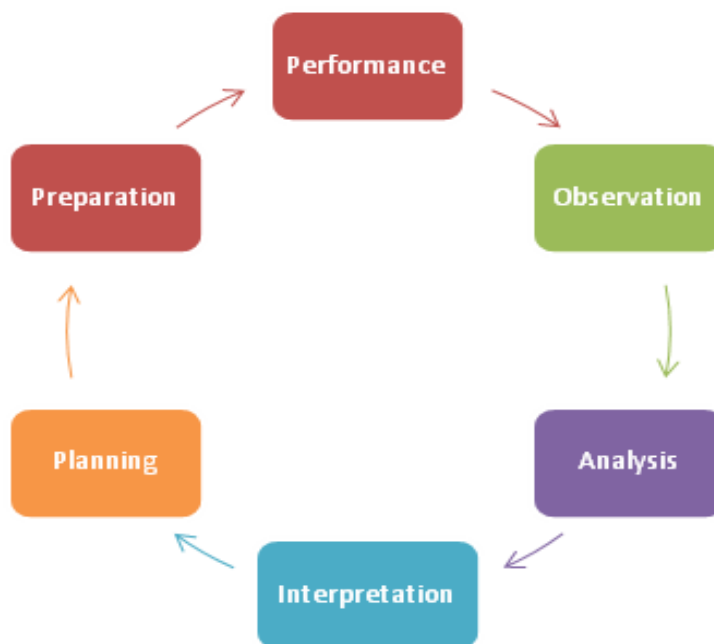 Performance
Observation
Analysis
Interpretation
Planning
Preparation